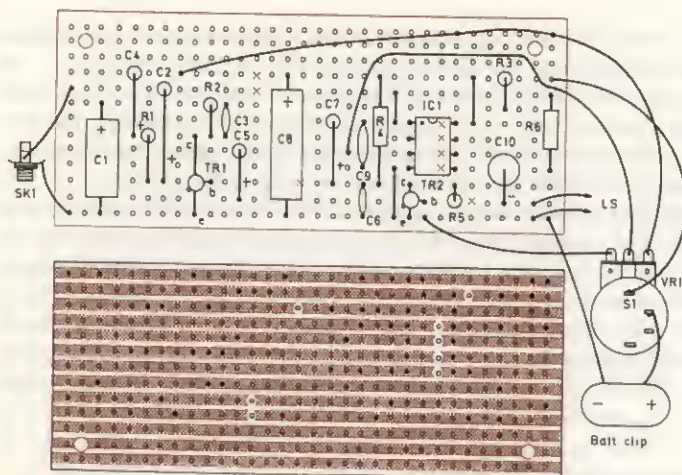 C4
C2
R2
R3
R1
C3
C5
C7
IC1
R4
R6
C1
C8
C10
SK1
TR1
C9
TR2
c
b
e
c
b
e
C6
R5
LS
VR1
S1
+
+
+
+
+
+
-
- +
Batt. clip